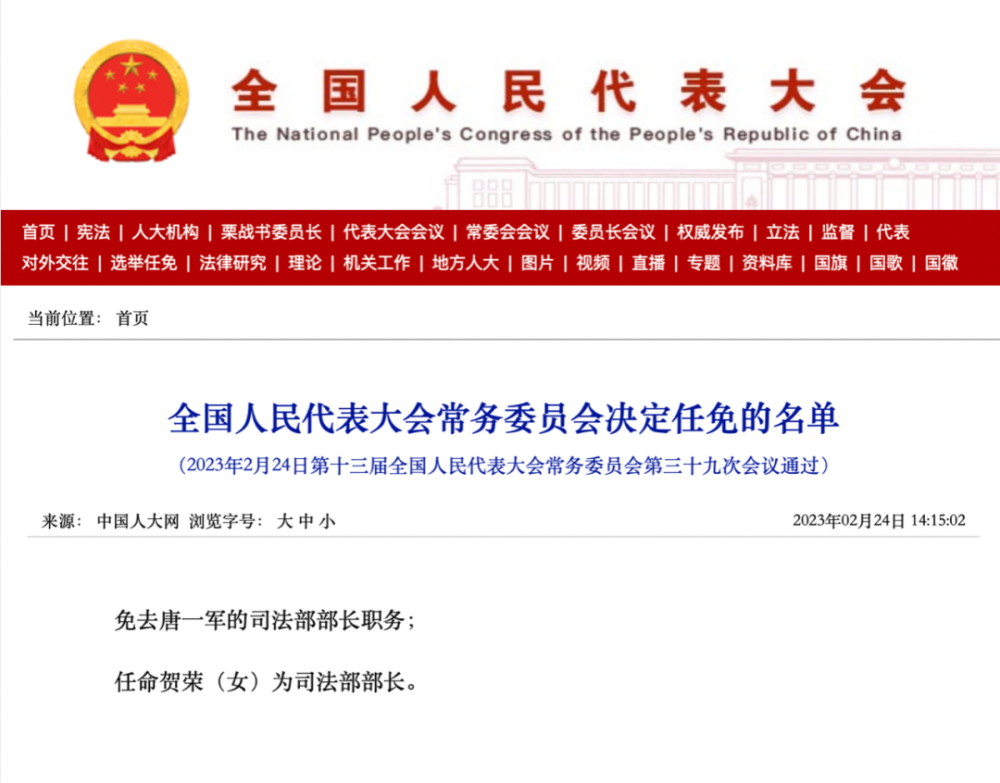 全国人民代表大会
The National People's Congress of the People's Republic of China
首页 | 宪法 | 人大机构 | 栗战书委员长 | 代表大会会议 | 常委会会议 | 委员长会议 | 权威发布 | 立法 | 监督 | 代表
对外交往 | 选举任免 | 法律研究 | 理论 | 机关工作 | 地方人大 | 图片 | 视频 | 直播 | 专题 | 资料库 | 国旗 | 国歌 | 国徽
当前位置： 首页
全国人民代表大会常务委员会决定任免的名单
（2023年2月24日第十三届全国人民代表大会常务委员会第三十九次会议通过）
来源： 中国人大网 浏览字号： 大 中 小 2023年02月24日 14:15:02
免去唐一军的司法部部长职务；
任命贺荣（女）为司法部部长。